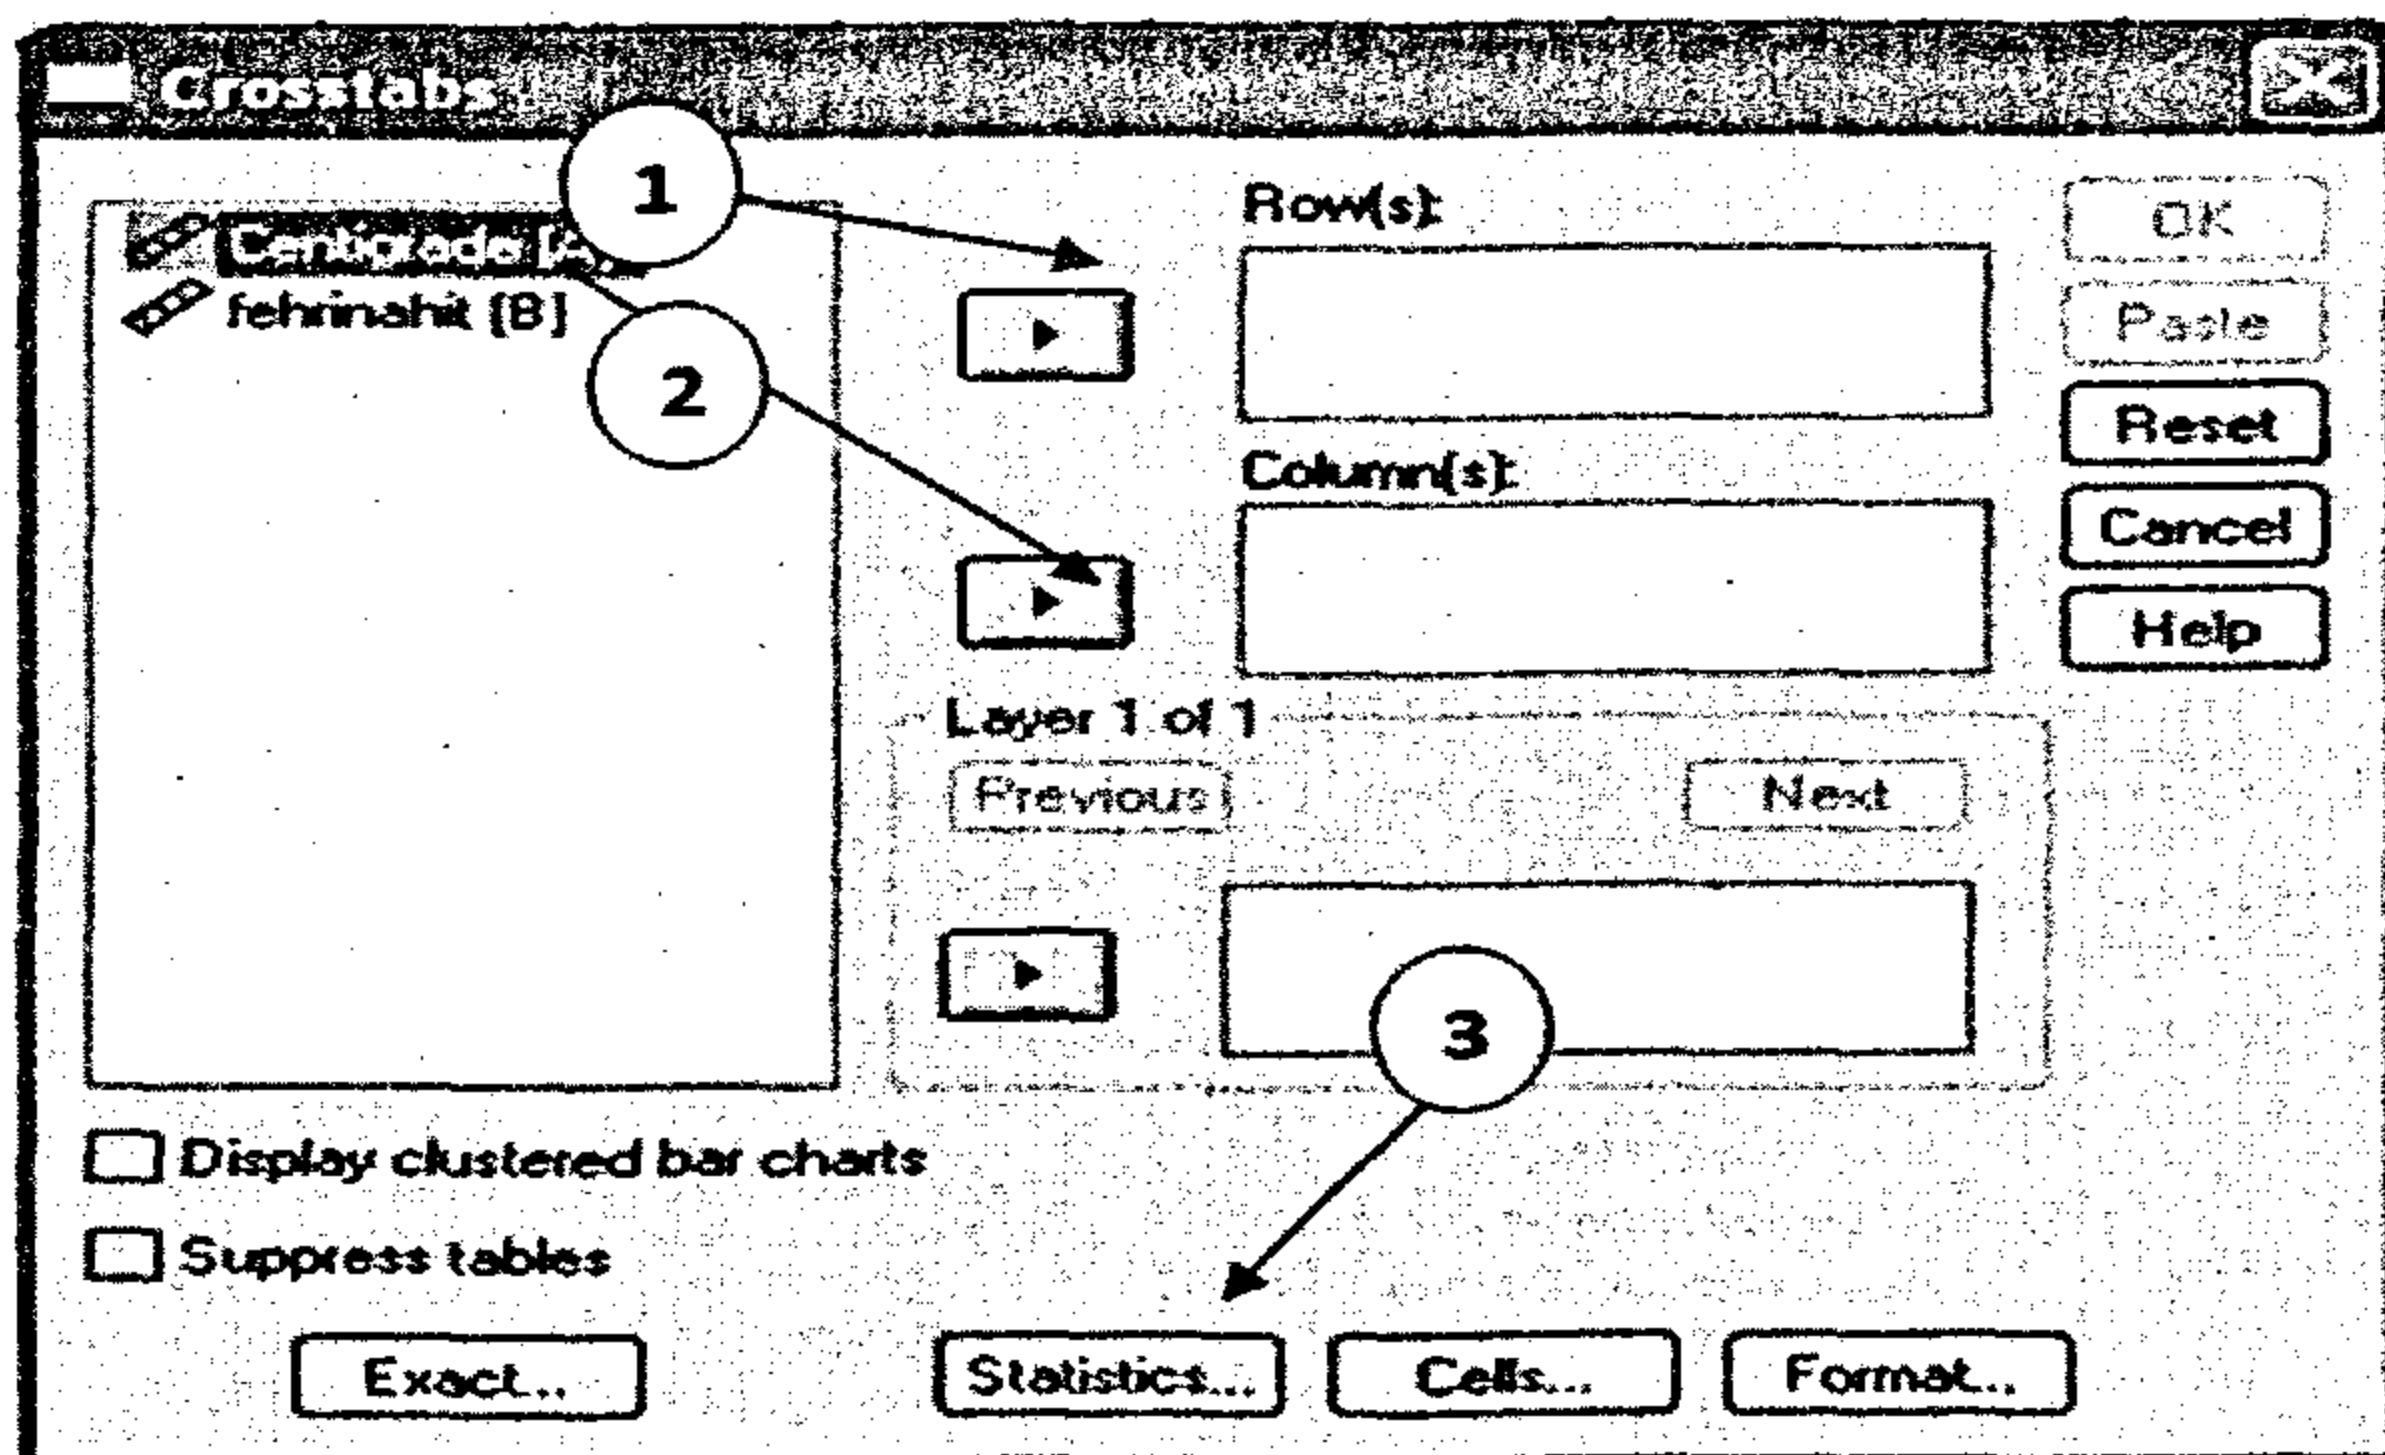 Crosstabs
1
Row(s):
OK
Centigrade [A]
fehrinahit [B]
Paste
2
Reset
Column(s):
Cancel
Help
Layer 1 of 1
Previous
Next
3
Display clustered bar charts
Suppress tables
Exact...
Statistics...
Cells...
Format...